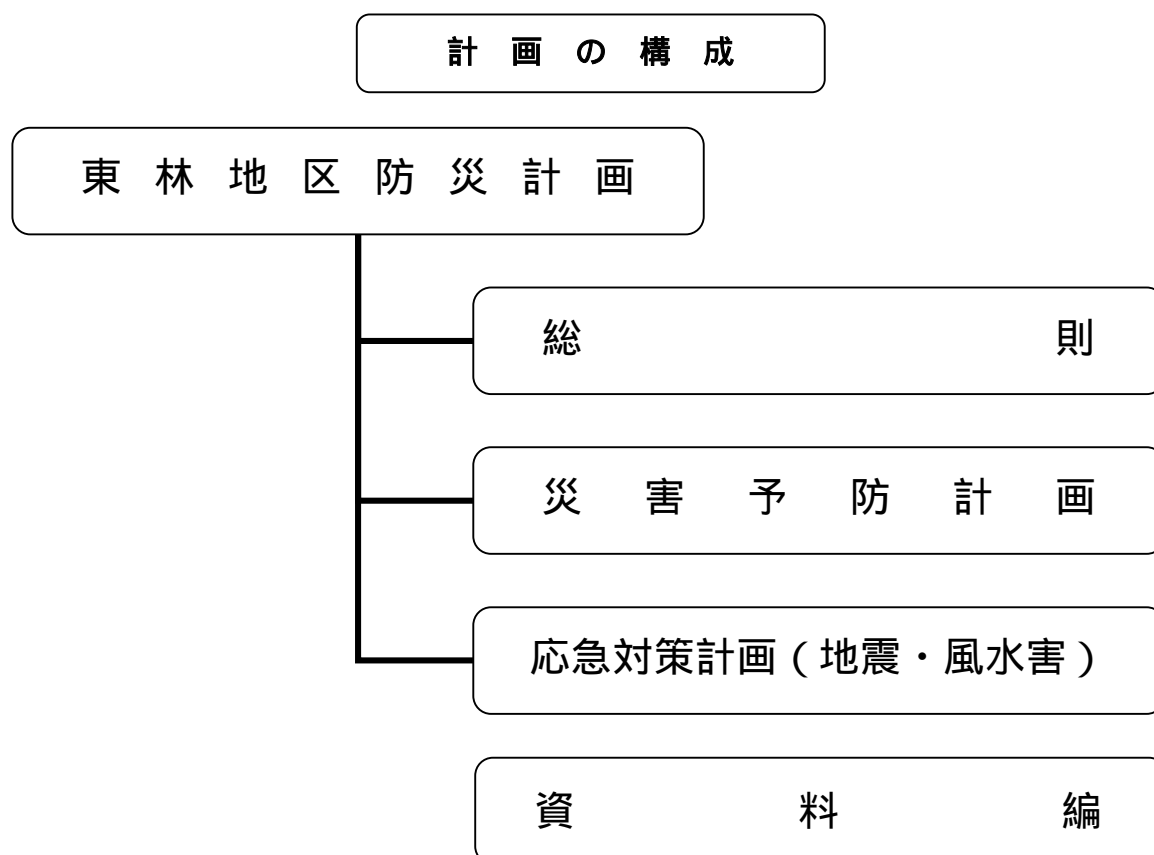 計画の構成
東林地区防災計画
総則
災害予防計画
応急対策計画（地震・風水害）
資料編